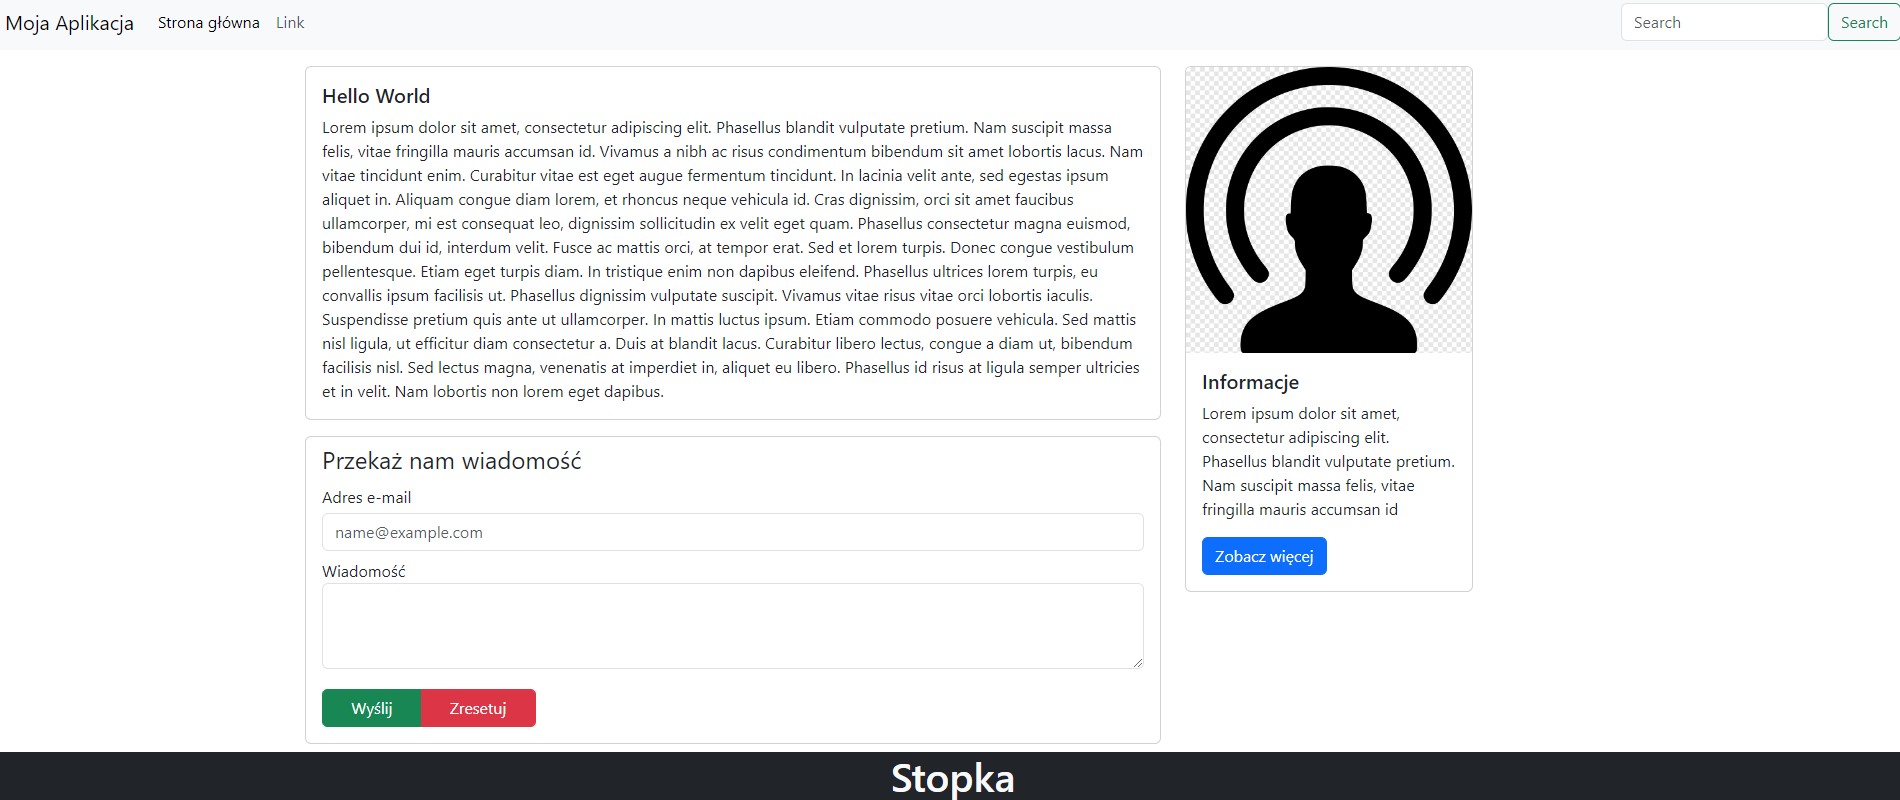 Moja Aplikacja Strona główna Link Search Search
Hello World
Lorem ipsum dolor sit amet, consectetur adipiscing elit. Phasellus blandit vulputate pretium. Nam suscipit massa
felis, vitae fringilla mauris accumsan id. Vivamus a nibh ac risus condimentum bibendum sit amet lobortis lacus. Nam
vitae tincidunt enim. Curabitur vitae est eget augue fermentum tincidunt. In lacinia velit ante, sed egestas ipsum
aliquet in. Aliquam congue diam lorem, et rhoncus neque vehicula id. Cras dignissim, orci sit amet faucibus
ullamcorper, mi est consequat leo, dignissim sollicitudin ex velit eget quam. Phasellus consectetur magna euismod,
bibendum dui id, interdum velit. Fusce ac mattis orci, at tempor erat. Sed et lorem turpis. Donec congue vestibulum
pellentesque. Etiam eget turpis diam. In tristique enim non dapibus eleifend. Phasellus ultrices lorem turpis, eu
convallis ipsum facilisis ut. Phasellus dignissim vulputate suscipit. Vivamus vitae risus vitae orci lobortis iaculis.
Suspendisse pretium quis ante ut ullamcorper. In mattis luctus ipsum. Etiam commodo posuere vehicula. Sed mattis
nisl ligula, ut efficitur diam consectetur a. Duis at blandit lacus. Curabitur libero lectus, congue a diam ut, bibendum
facilisis nisl. Sed lectus magna, venenatis at imperdiet in, aliquet eu libero. Phasellus id risus at ligula semper ultricies
et in velit. Nam lobortis non lorem eget dapibus.
Przekaż nam wiadomość
Adres e-mail
name@example.com
Wiadomość
Wyślij Zresetuj
Informacje
Lorem ipsum dolor sit amet,
consectetur adipiscing elit.
Phasellus blandit vulputate pretium.
Nam suscipit massa felis, vitae
fringilla mauris accumsan id
Zobacz więcej
Stopka